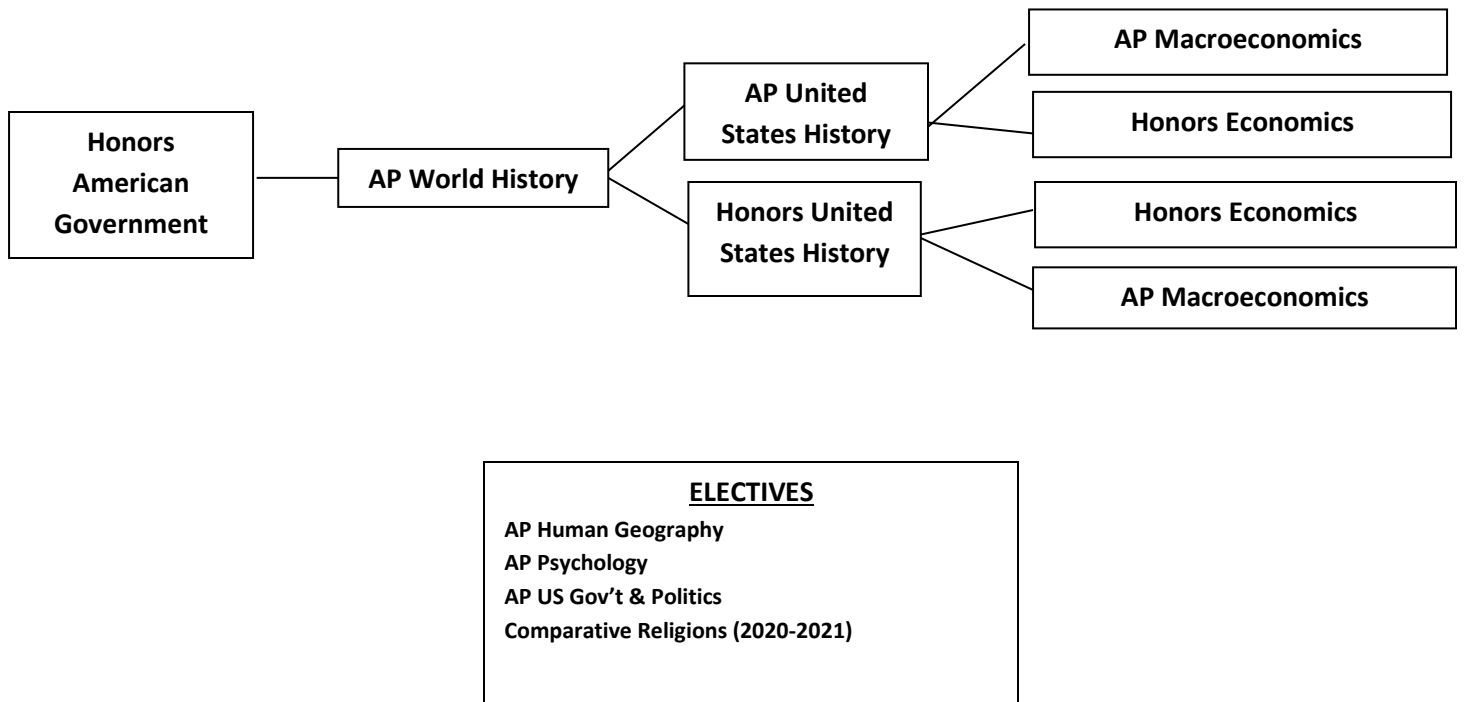 Honors
American
Government
AP World History
AP United
States History
Honors United
States History
AP Macroeconomics
Honors Economics
Honors Economics
AP Macroeconomics
ELECTIVES
AP Human Geography
AP Psychology
AP US Gov’t & Politics
Comparative Religions (2020-2021)